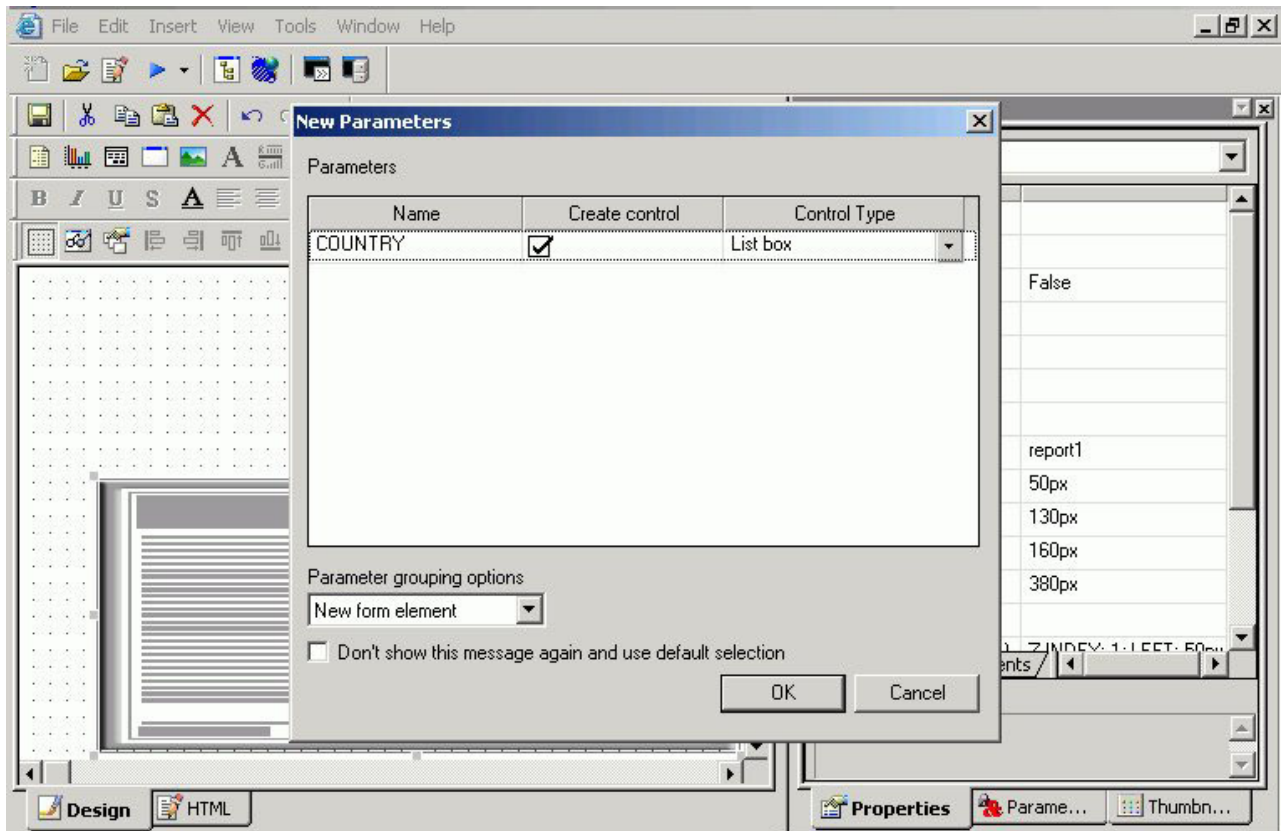 File Edit Insert View Tools Window Help
New Parameters
Parameters
Name Create control Control Type
COUNTRY List box
Parameter grouping options
New form element
Don't show this message again and use default selection
OK Cancel
B I U S A
False
report1
50px
130px
160px
380px
Design HTML
Properties Parame... Thumbn...